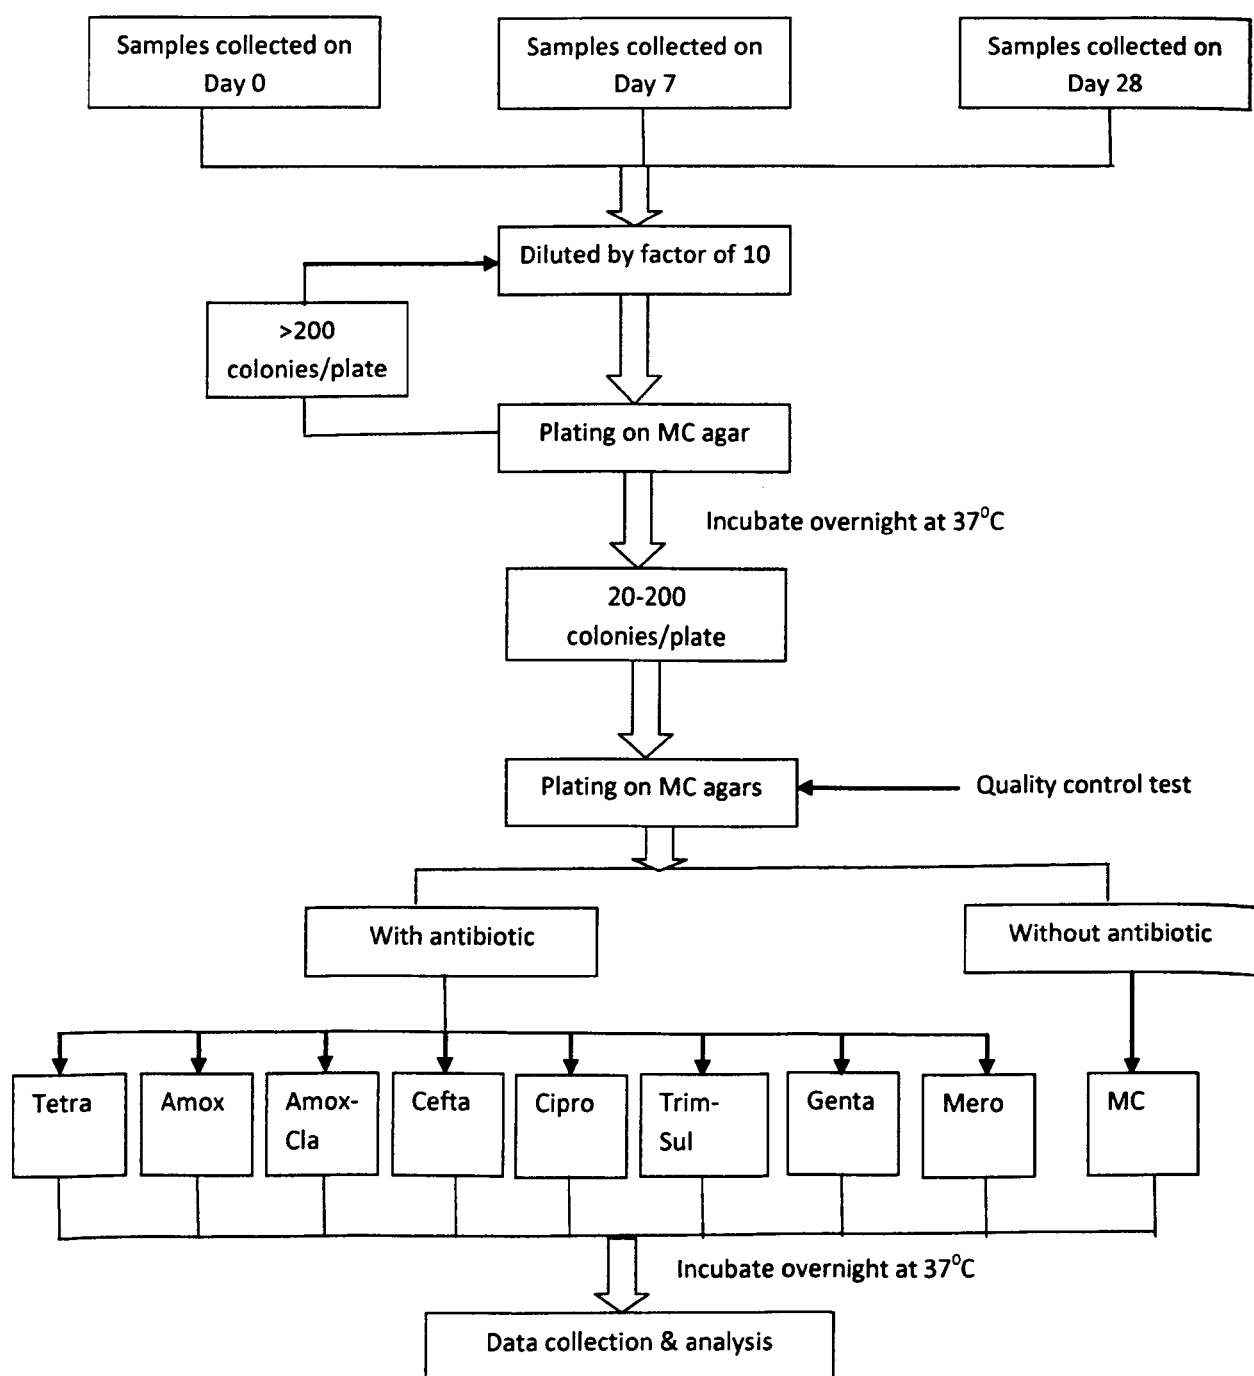 Samples collected on
Day 0
Samples collected on
Day 7
Samples collected on
Day 28
Diluted by factor of 10
>200
colonies/plate
Plating on MC agar
Incubate overnight at 37⁰C
20-200
colonies/plate
Plating on MC agars
Quality control test
With antibiotic
Without antibiotic
Tetra
Amox
Amox-
Cla
Cefta
Cipro
Trim-
Sul
Genta
Mero
MC
Incubate overnight at 37⁰C
Data collection & analysis